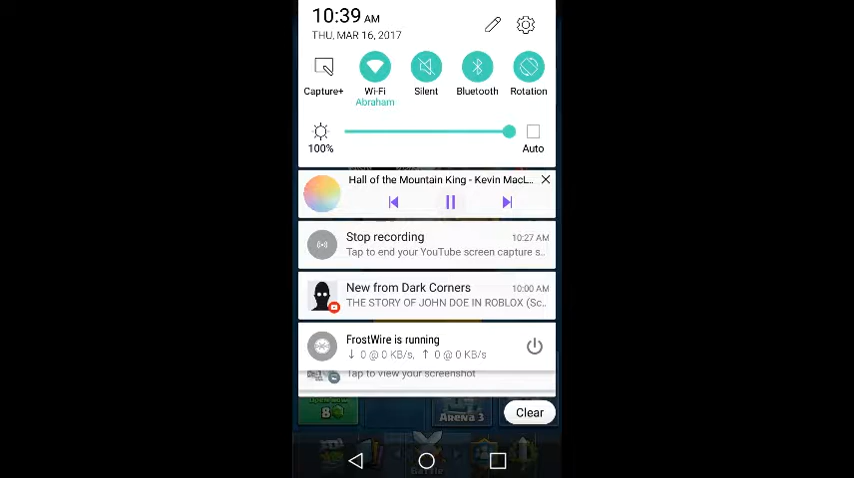 10:39 AM
THU, MAR 16, 2017
Capture+
Wi-Fi
Abraham
Silent
Bluetooth
Rotation
100%
Auto
Hall of the Mountain King - Kevin MacL...
Stop recording
10:27 AM
Tap to end your YouTube screen capture s...
New from Dark Corners
10:00 AM
THE STORY OF JOHN DOE IN ROBLOX (Sc...
FrostWire is running
↓ 0 @ 0 KB/s, ↑ 0 @ 0 KB/s
Tap to view your screenshot
8
Arena 3
Clear
Battle